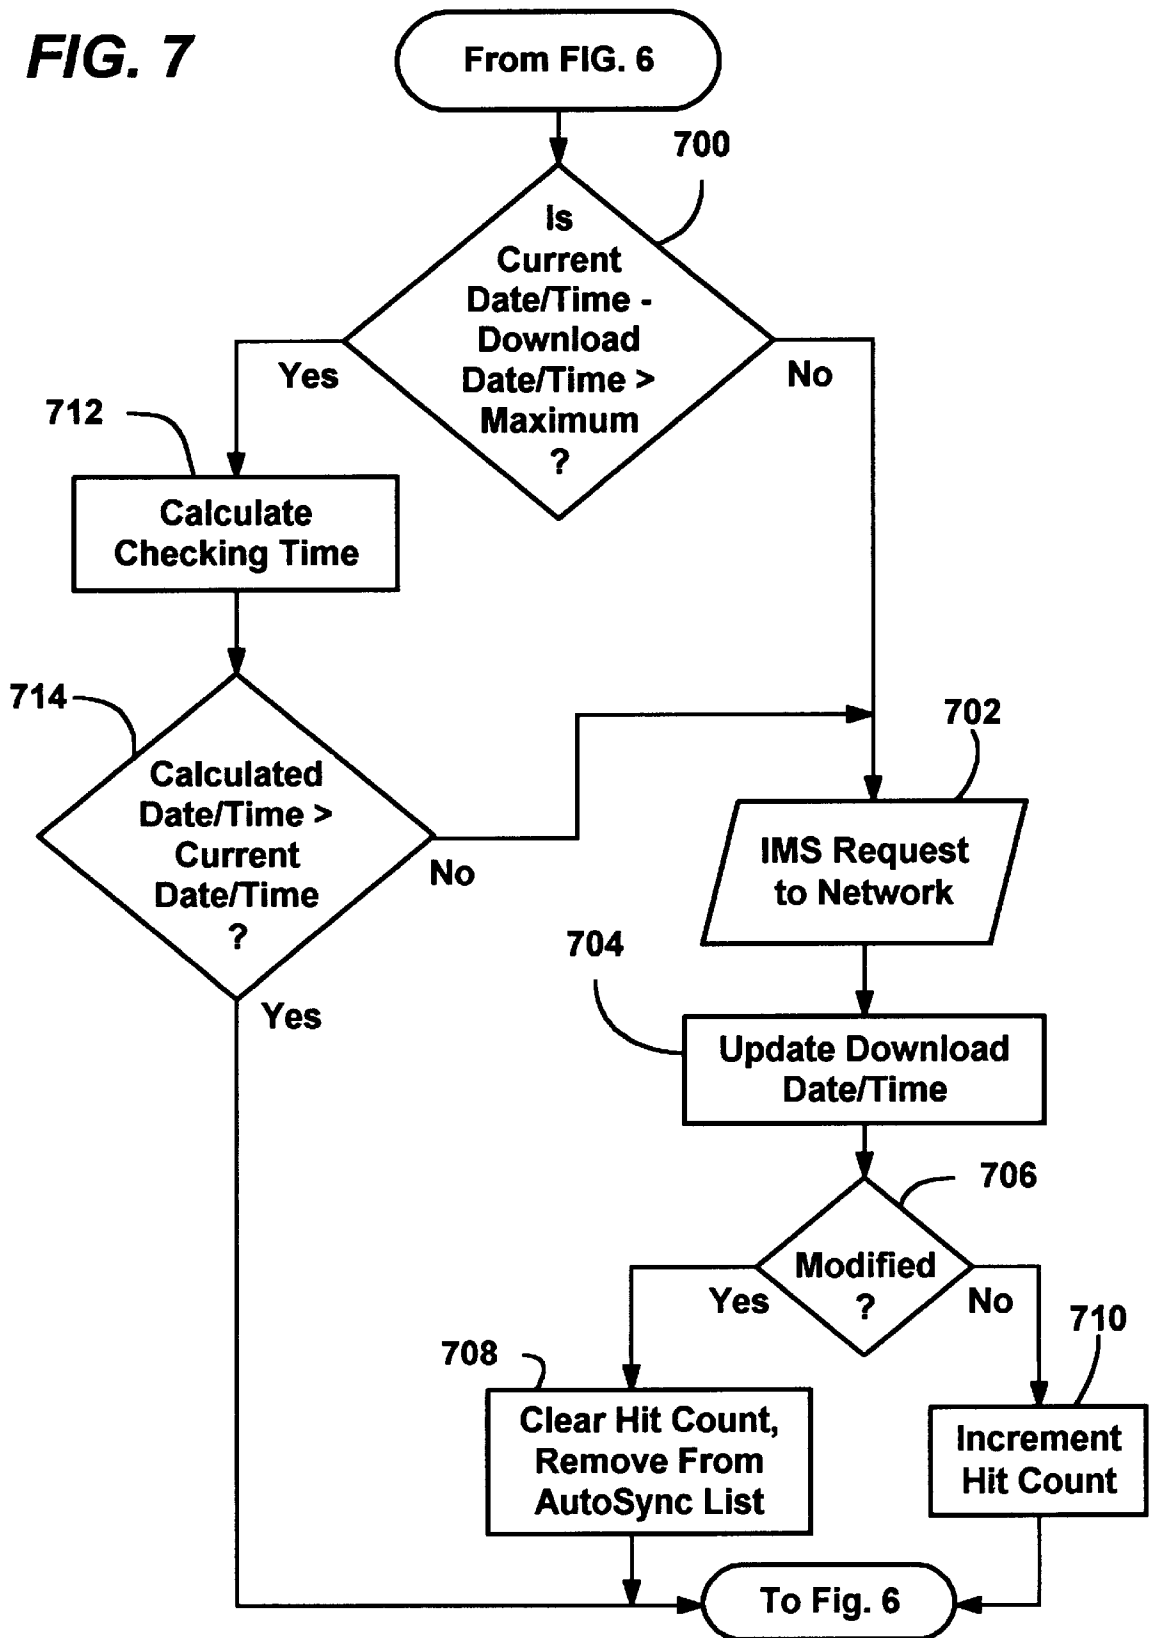 FIG. 7
From FIG. 6
700
Is
Current
Date/Time -
Download
Date/Time >
Maximum
?
Yes
No
712
Calculate
Checking Time
714
Calculated
Date/Time >
Current
Date/Time
?
No
Yes
702
IMS Request
to Network
704
Update Download
Date/Time
706
Modified
?
Yes
No
708
Clear Hit Count,
Remove From
AutoSync List
710
Increment
Hit Count
To Fig. 6